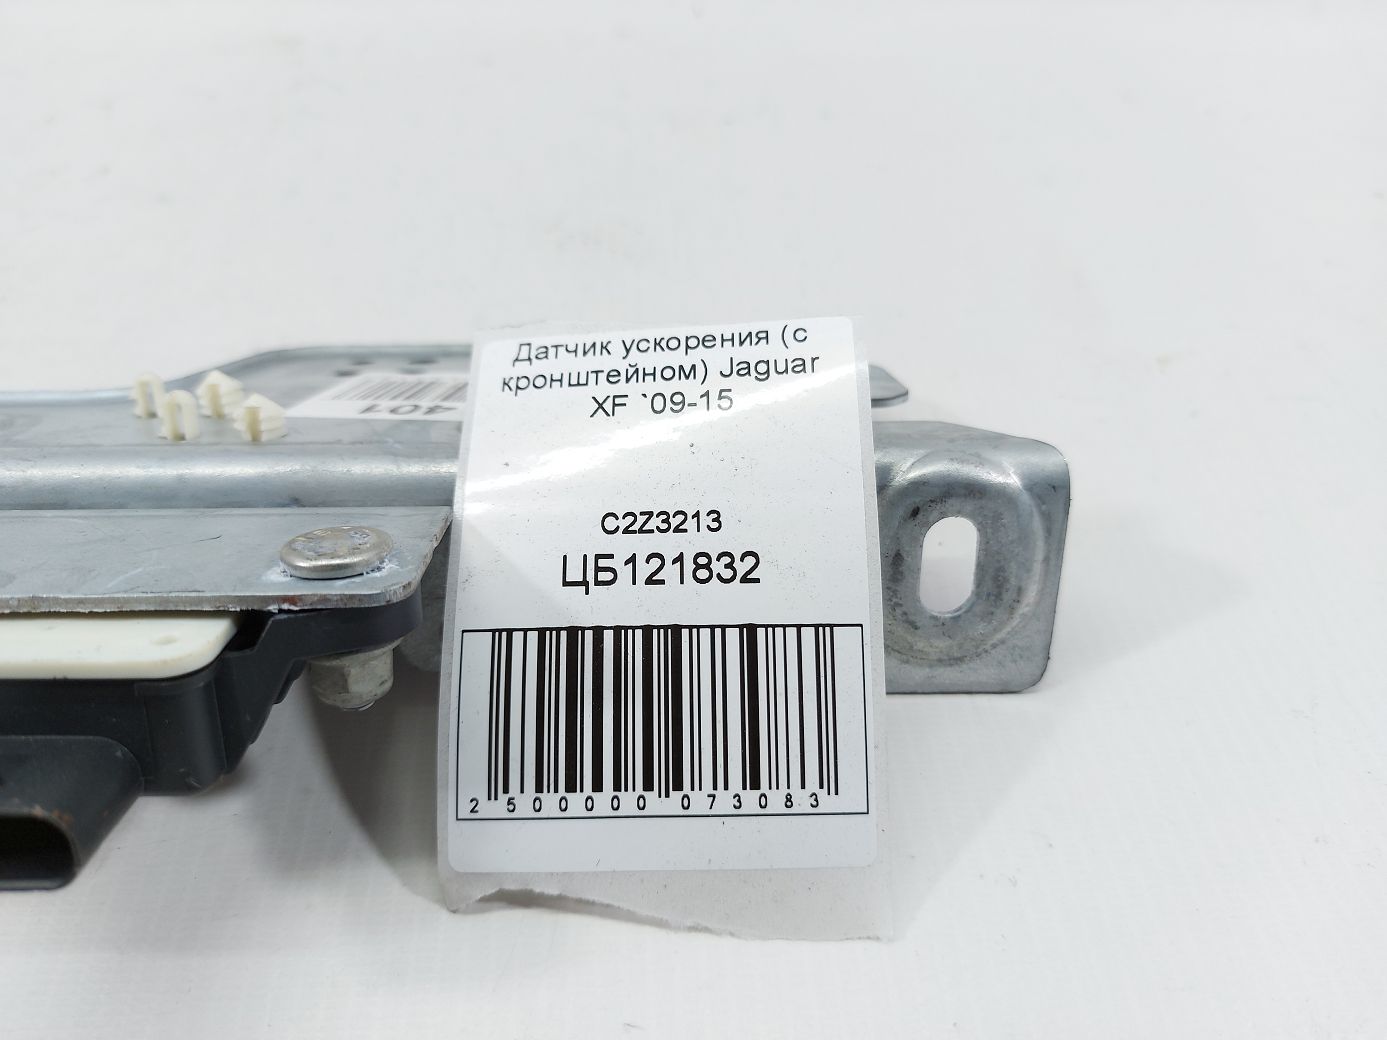 Датчик ускорения (с
кронштейном) Jaguar
XF `09-15
C2Z3213
ЦБ121832
2 500000 073083
401